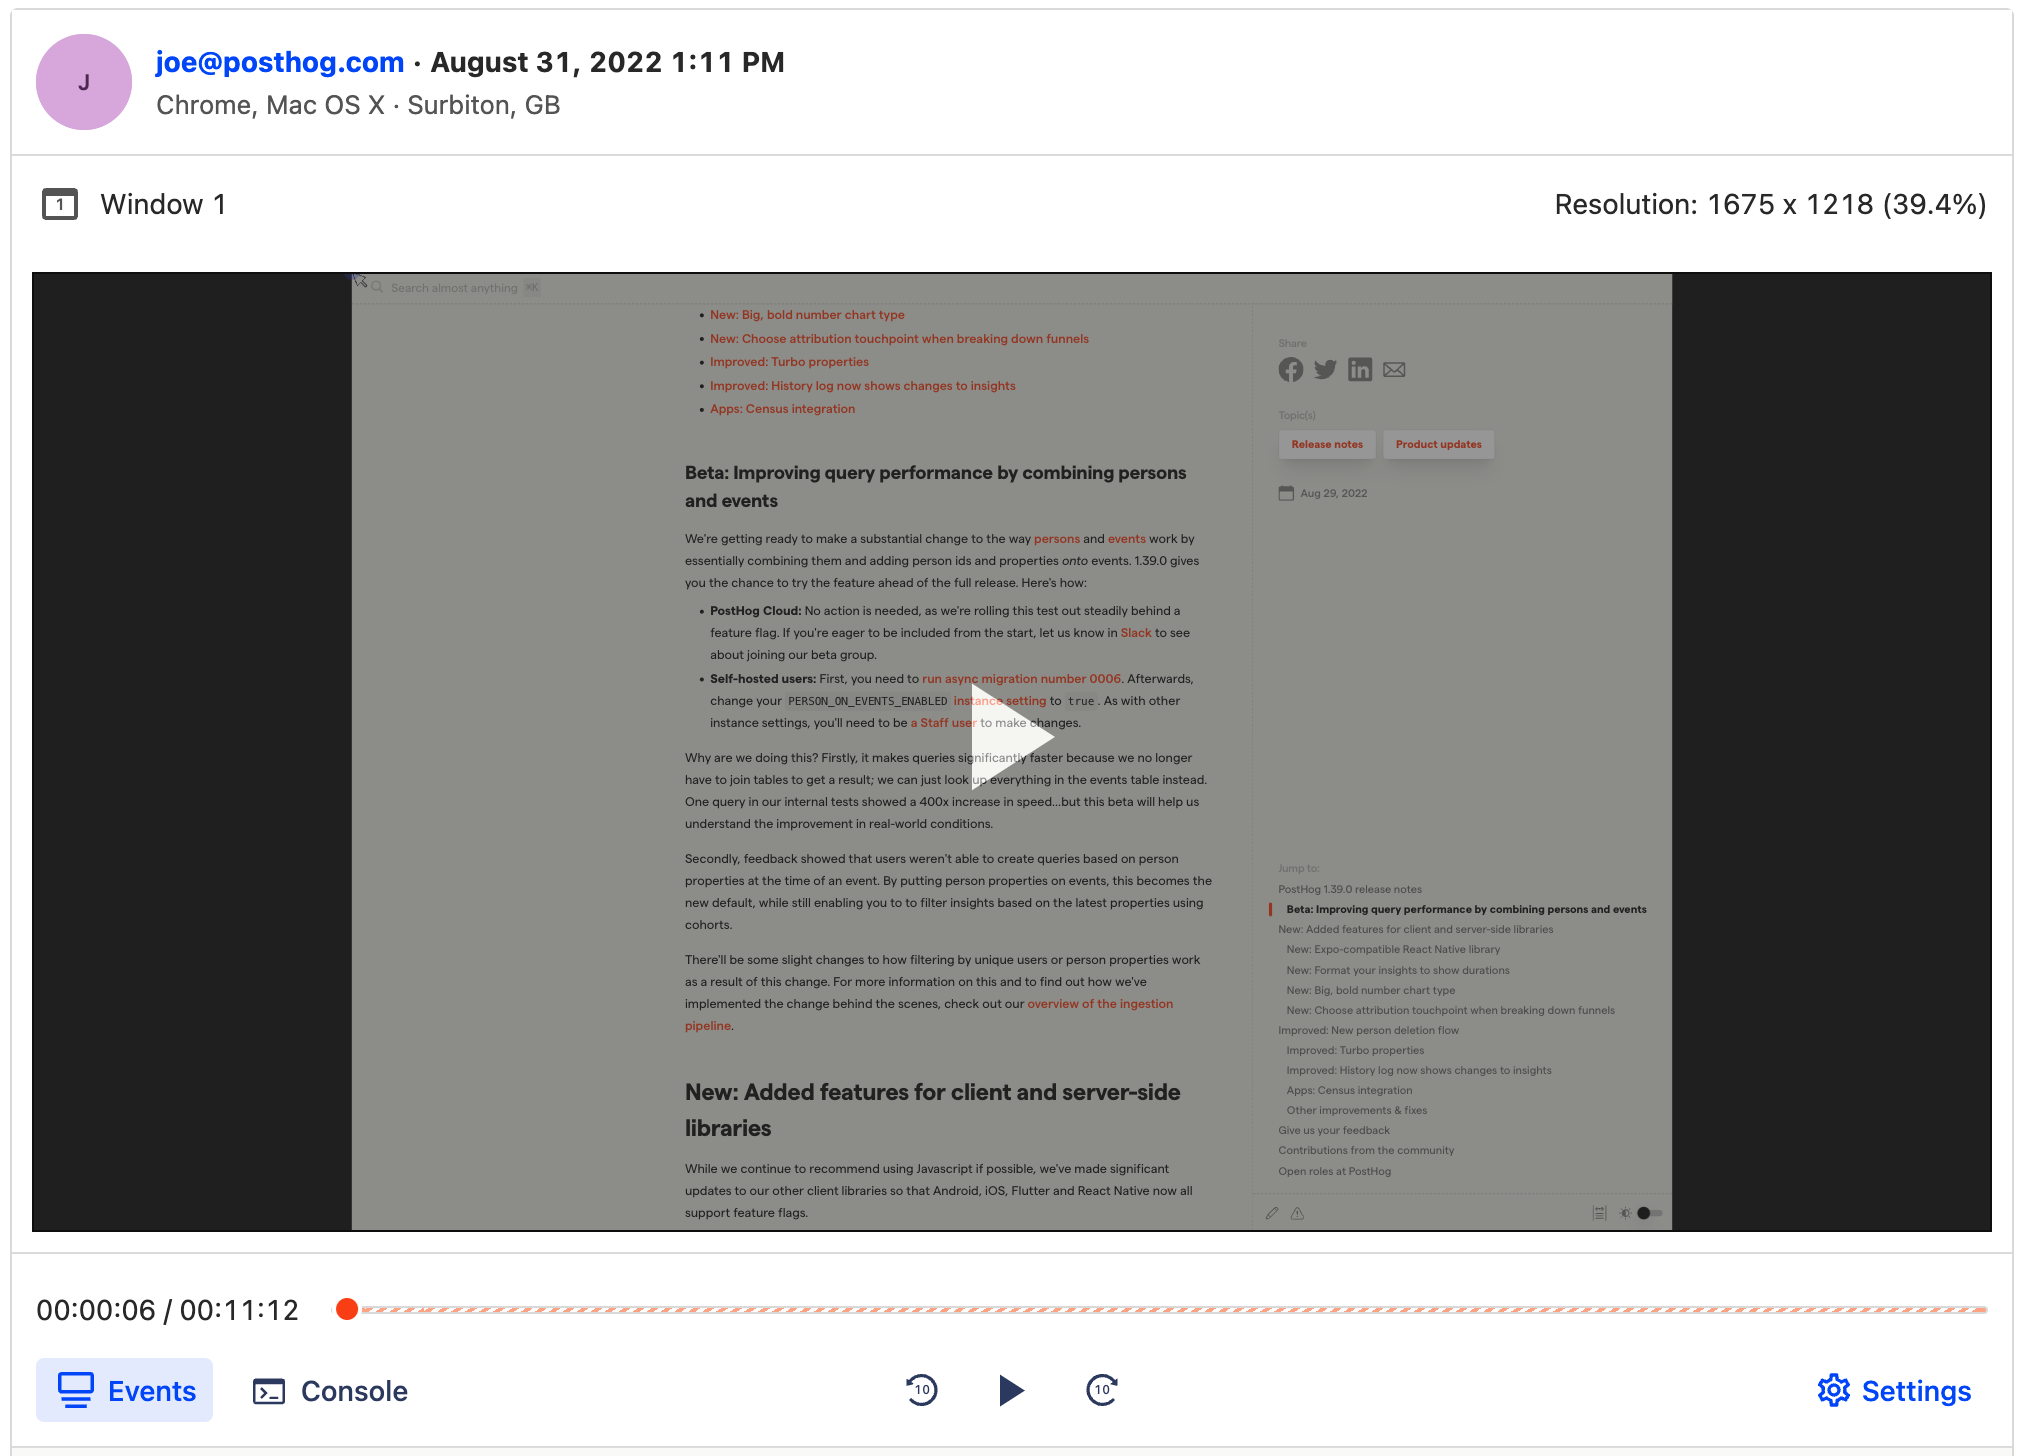 J
joe@posthog.com · August 31, 2022 1:11 PM
Chrome, Mac OS X · Surbiton, GB
1 Window 1
Resolution: 1675 x 1218 (39.4%)
Search almost anything ⌘K
• New: Big, bold number chart type
• New: Choose attribution touchpoint when breaking down funnels
• Improved: Turbo properties
• Improved: History log now shows changes to insights
• Apps: Census integration
Beta: Improving query performance by combining persons
and events
We're getting ready to make a substantial change to the way persons and events work by
essentially combining them and adding person ids and properties onto events. 1.39.0 gives
you the chance to try the feature ahead of the full release. Here's how:
• PostHog Cloud: No action is needed, as we're rolling this test out steadily behind a
feature flag. If you're eager to be included from the start, let us know in Slack to see
about joining our beta group.
• Self-hosted users: First, you need to run async migration number 0006. Afterwards,
change your PERSON_ON_EVENTS_ENABLED instance setting to true. As with other
instance settings, you'll need to be a Staff user to make changes.
Why are we doing this? Firstly, it makes queries significantly faster because we no longer
have to join tables to get a result; we can just look up everything in the events table instead.
One query in our internal tests showed a 400x increase in speed...but this beta will help us
understand the improvement in real-world conditions.
Secondly, feedback showed that users weren't able to create queries based on person
properties at the time of an event. By putting person properties on events, this becomes the
new default, while still enabling you to to filter insights based on the latest properties using
cohorts.
There'll be some slight changes to how filtering by unique users or person properties work
as a result of this change. For more information on this and to find out how we've
implemented the change behind the scenes, check out our overview of the ingestion
pipeline.
New: Added features for client and server-side
libraries
While we continue to recommend using Javascript if possible, we've made significant
updates to our other client libraries so that Android, iOS, Flutter and React Native now all
support feature flags.
Share
Topic(s)
Release notes Product updates
Aug 29, 2022
Jump to:
PostHog 1.39.0 release notes
Beta: Improving query performance by combining persons and events
New: Added features for client and server-side libraries
New: Expo-compatible React Native library
New: Format your insights to show durations
New: Big, bold number chart type
New: Choose attribution touchpoint when breaking down funnels
Improved: New person deletion flow
Improved: Turbo properties
Improved: History log now shows changes to insights
Apps: Census integration
Other improvements & fixes
Give us your feedback
Contributions from the community
Open roles at PostHog
00:00:06 / 00:11:12
Events Console 10 10 Settings